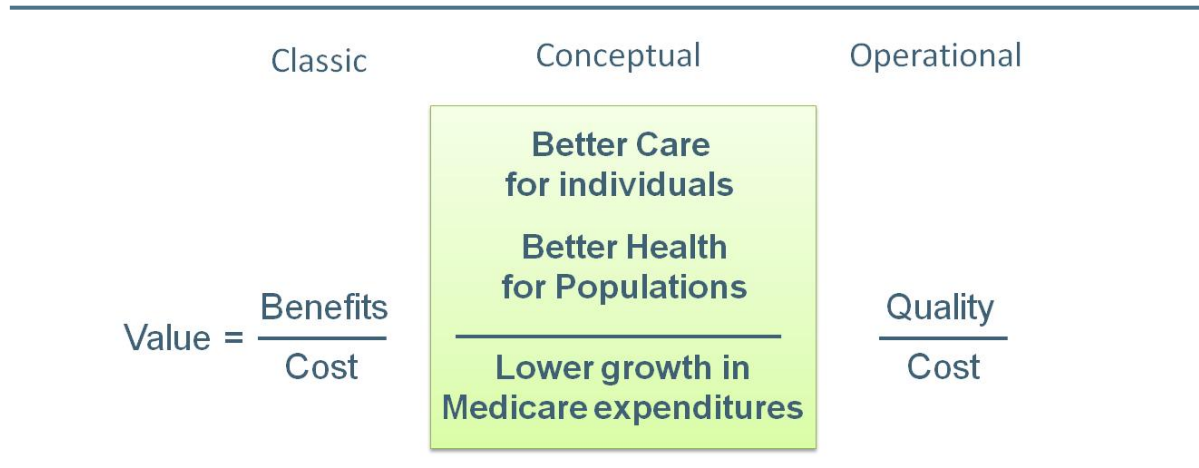 Classic
Conceptual
Operational
Better Care
for individuals
Better Health
for Populations
Value =
Benefits
Cost
Lower growth in
Medicare expenditures
Quality
Cost